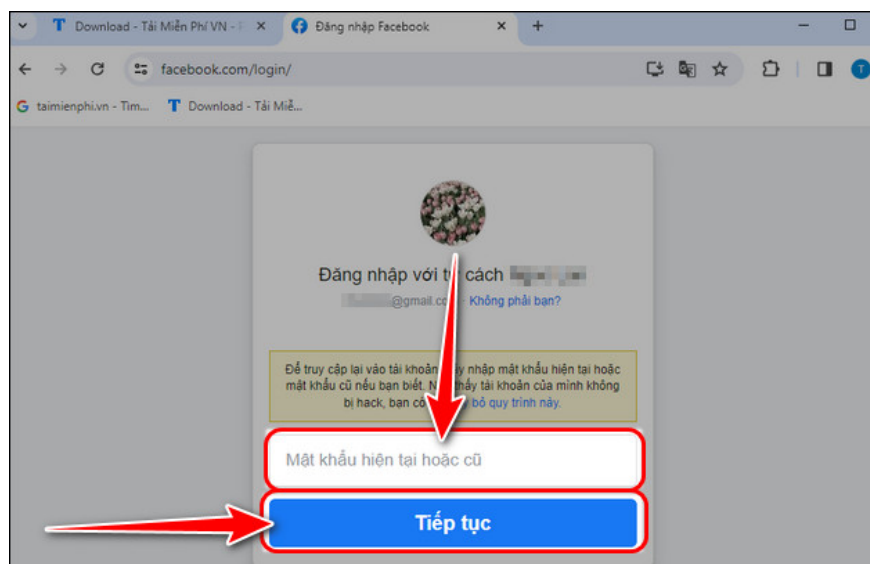 Download - Tải Miễn Phí VN - P
Đăng nhập Facebook
facebook.com/login/
T
taimienphi.vn - Tìm...
Download - Tải Miễ...
Đăng nhập với tư cách
@gmail.co · Không phải bạn?
Để truy cập lại vào tài khoản, nhập mật khẩu hiện tại hoặc
mật khẩu cũ nếu bạn biết. thấy tài khoản của mình không
bị hack, bạn có bỏ quy trình này.
Mật khẩu hiện tại hoặc cũ
Tiếp tục